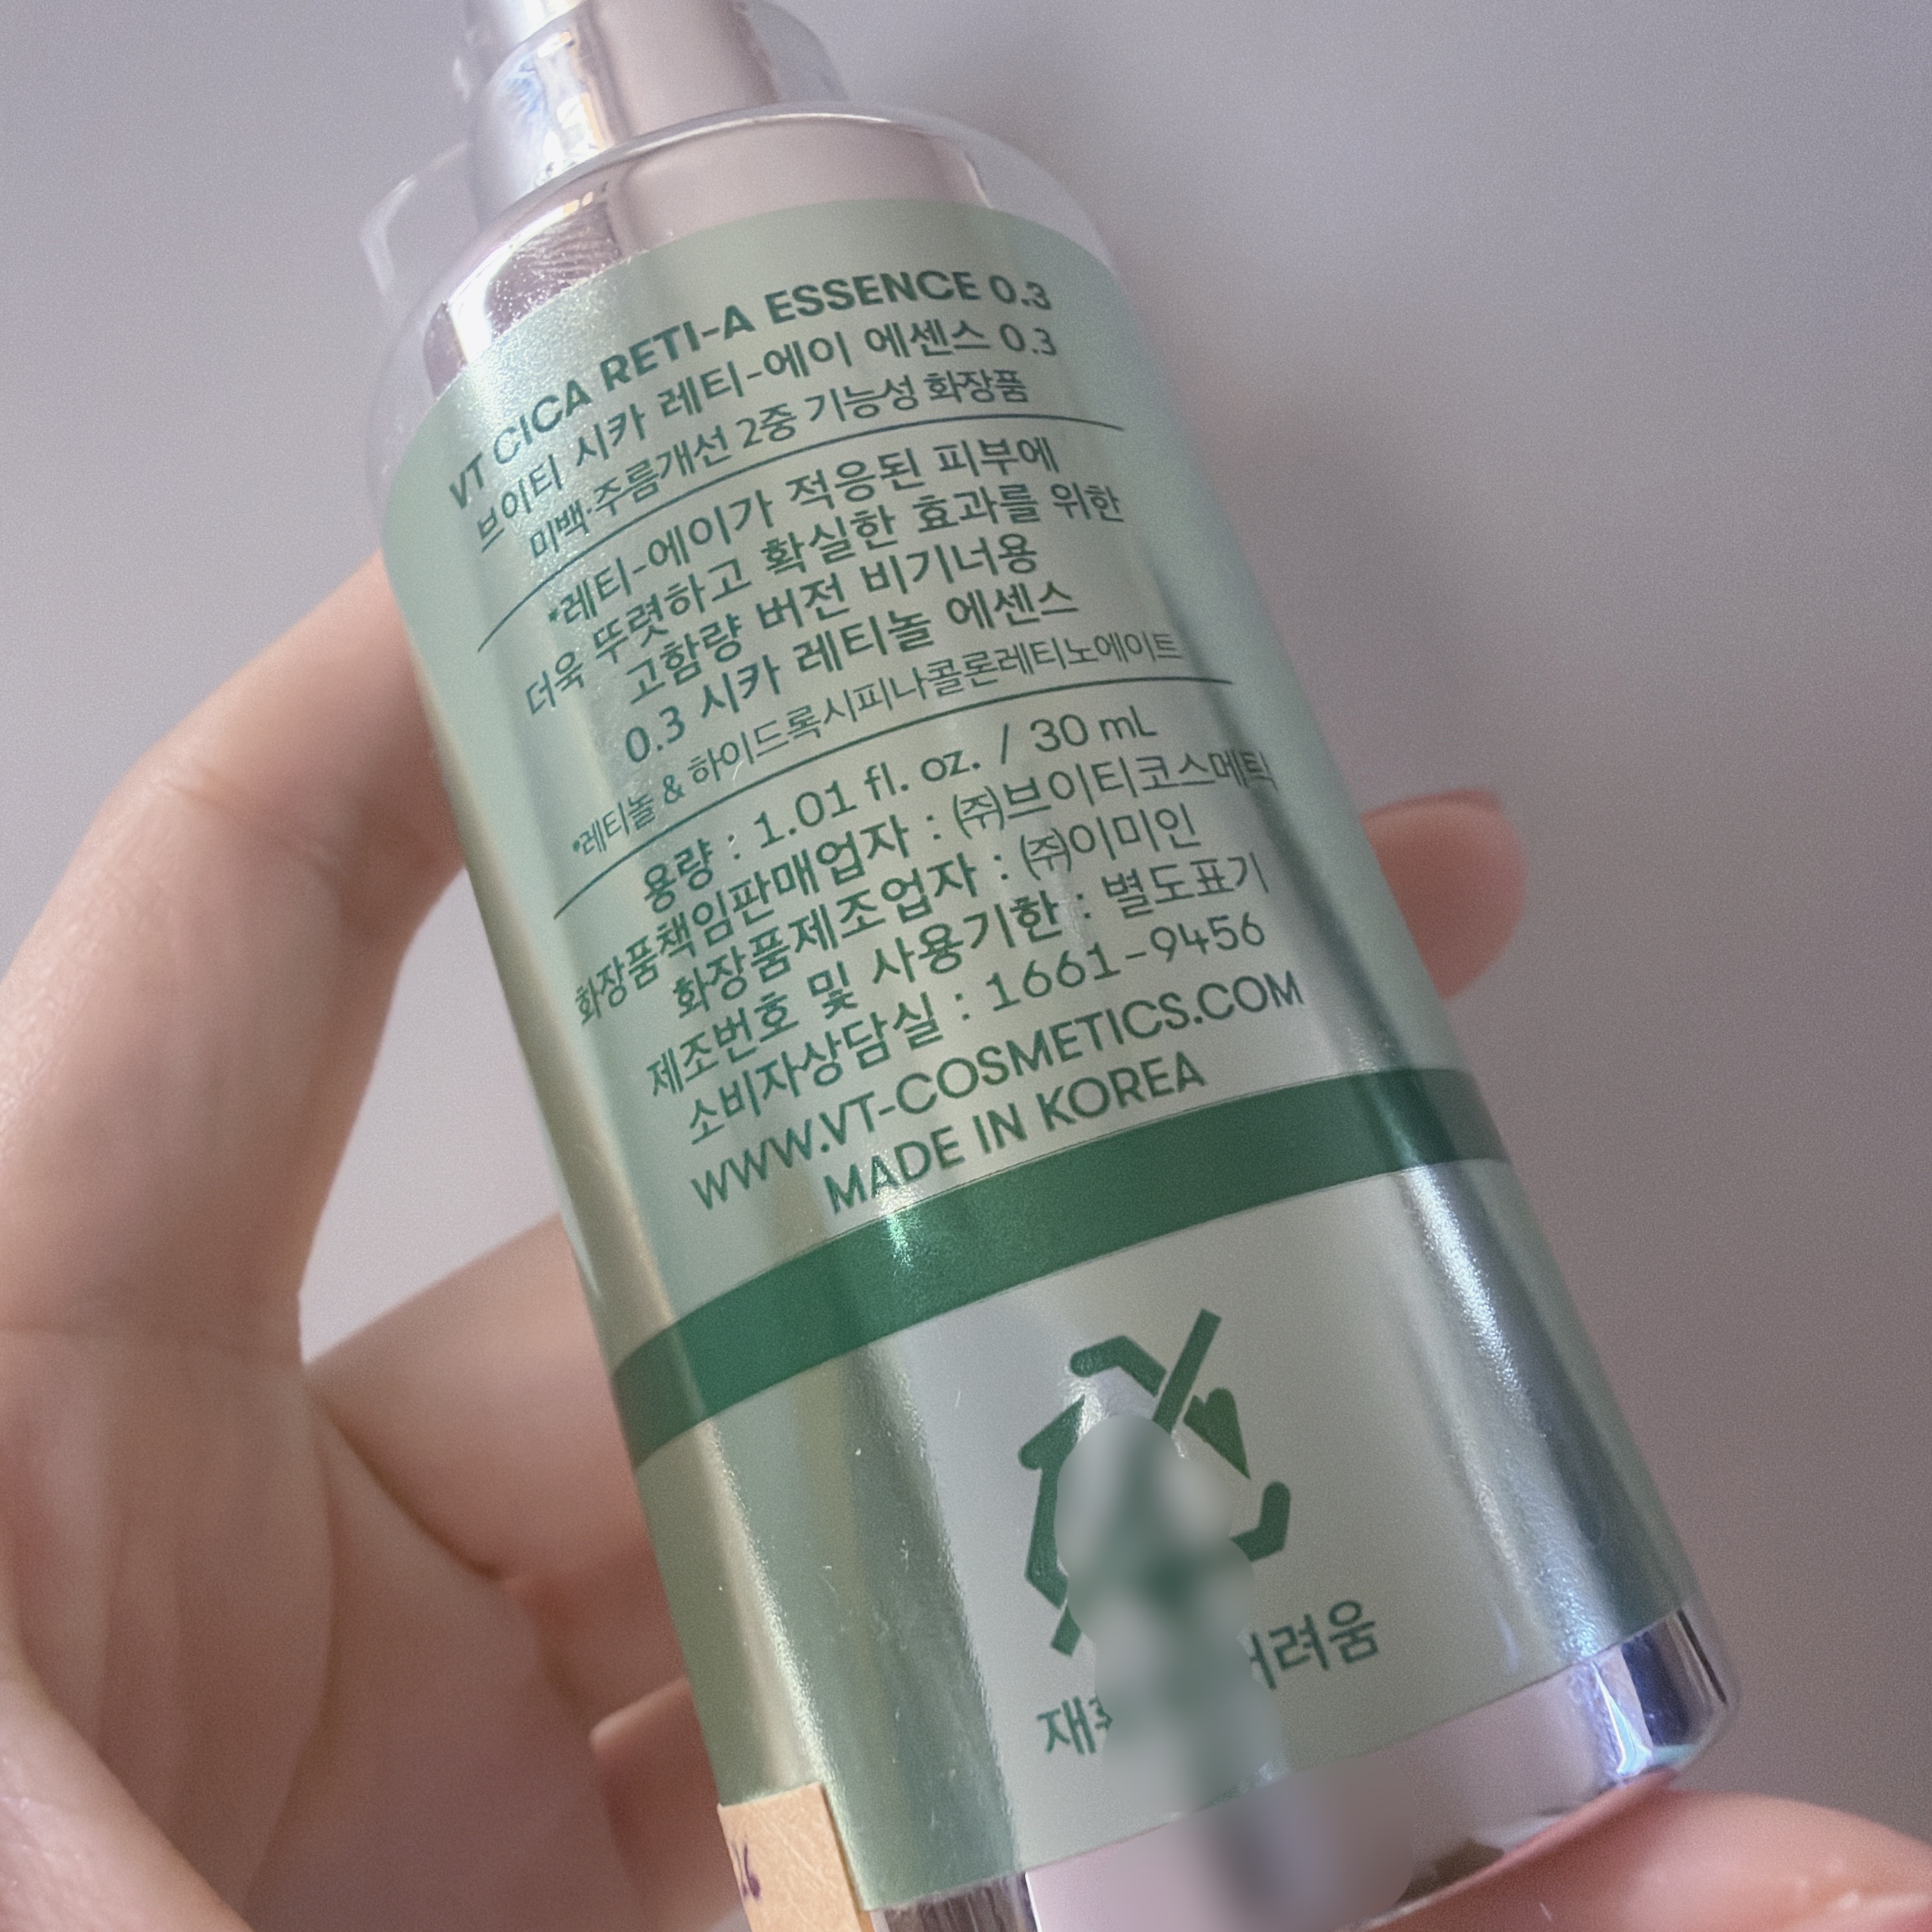 VT CICA RETI-A ESSENCE 0.3
브이티 시카 레티-에이 에센스 0.3
미백·주름개선 2중 기능성 화장품
*레티-에이가 적응된 피부에
더욱 뚜렷하고 확실한 효과를 위한
고함량 버전 비기너용
0.3 시카 레티놀 에센스
*레티놀 & 하이드록시피나콜론레티노에이트
용량 : 1.01 fl. oz. / 30 mL
화장품책임판매업자 : ㈜브이티코스메틱
화장품제조업자 : ㈜이미인
제조번호 및 사용기한 : 별도표기
소비자상담실 : 1661-9456
WWW.VT-COSMETICS.COM
MADE IN KOREA